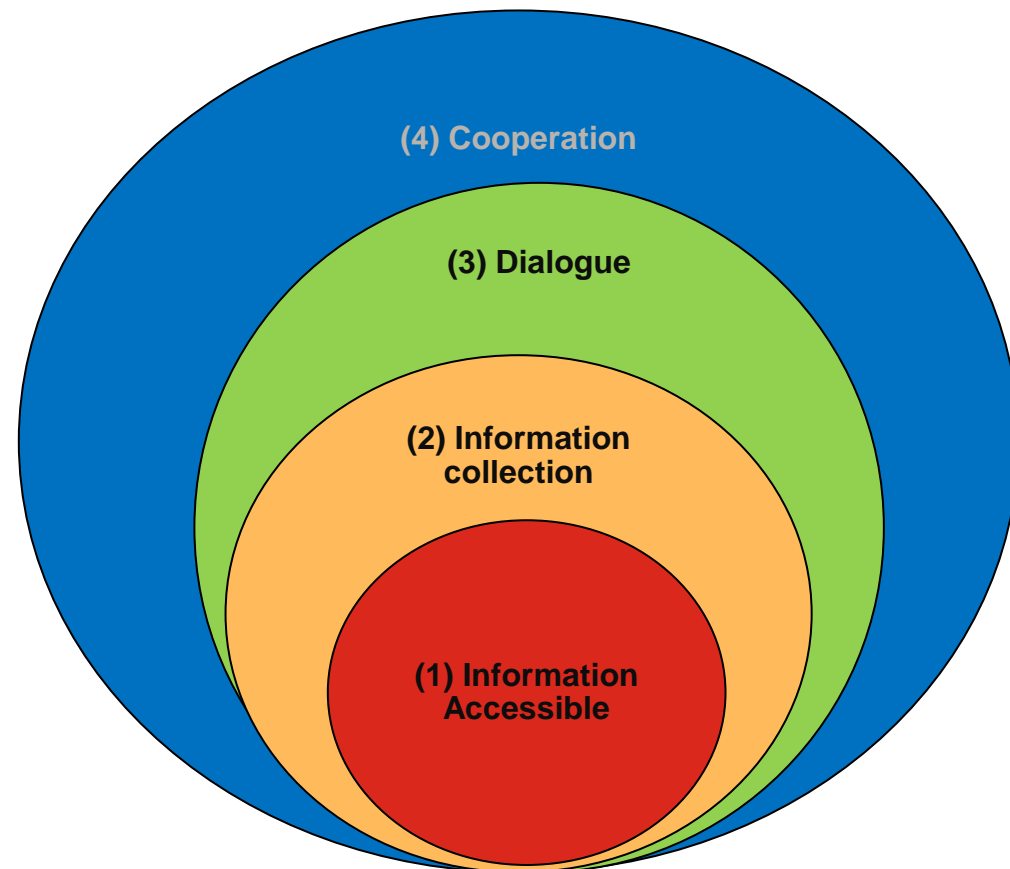 (4) Cooperation
(3) Dialogue
(2) Information
collection
(1) Information
Accessible